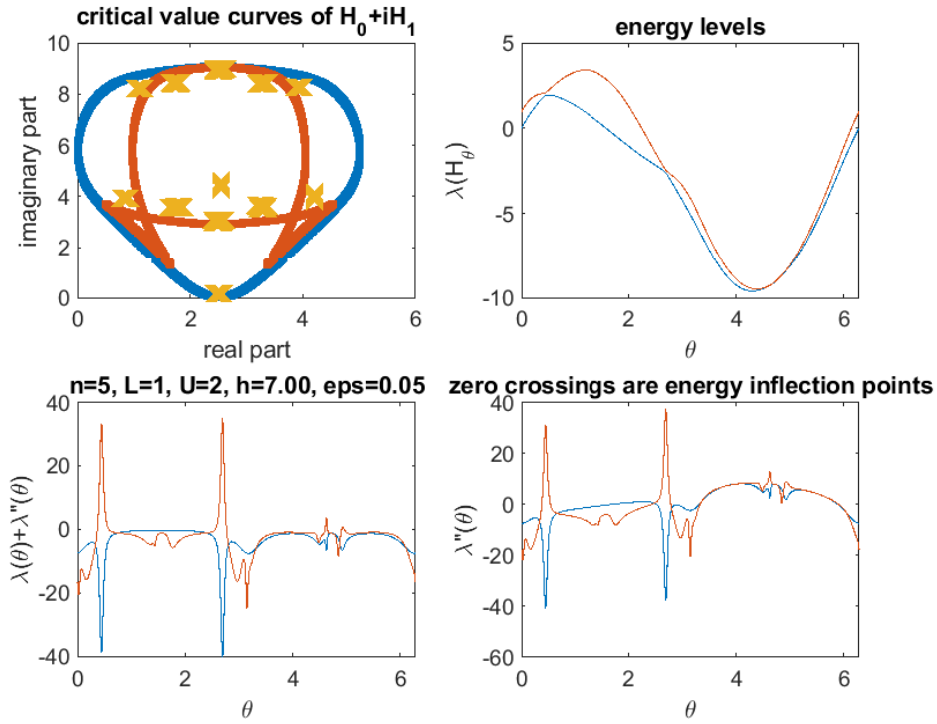 critical value curves of H₀+iH₁
imaginary part
10
8
6
4
2
0
0 2 4 6
real part
energy levels
λ(H_θ)
5
0
-5
-10
0 2 4 6
θ
n=5, L=1, U=2, h=7.00, eps=0.05
λ(θ)+λ"(θ)
40
20
0
-20
-40
0 2 4 6
θ
zero crossings are energy inflection points
λ"(θ)
40
20
0
-20
-40
-60
0 2 4 6
θ